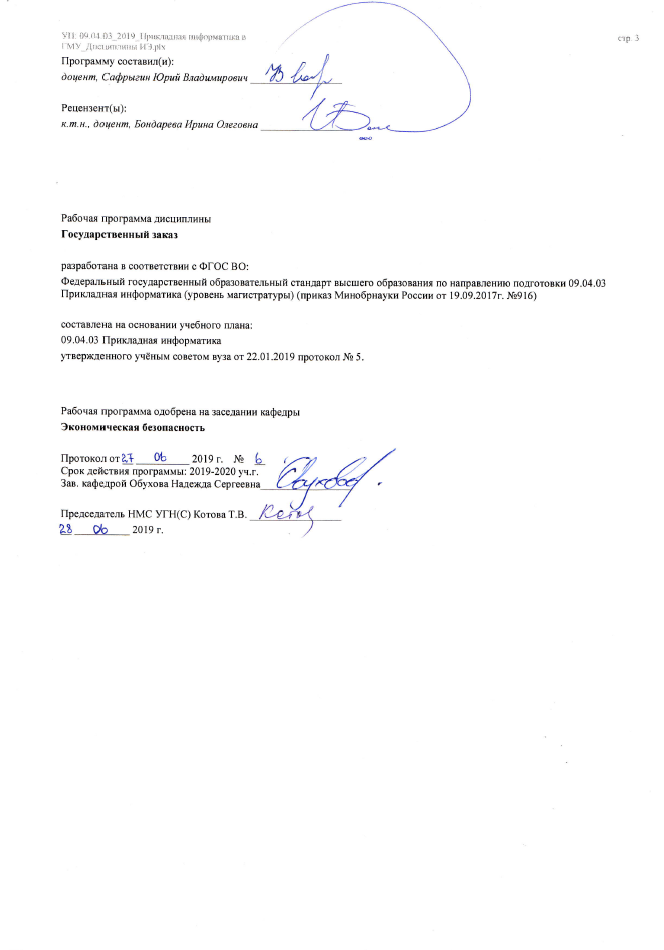 УП: 09.04.03_2019_Прикладная информатика в
стр. 3
ГМУ_Дисциплины ИЭ.plx
Программу составил(и):
доцент, Сафрыгин Юрий Владимирович
Рецензент(ы):
к.т.н., доцент, Бондарева Ирина Олеговна
Рабочая программа дисциплины
Государственный заказ
разработана в соответствии с ФГОС ВО:
Федеральный государственный образовательный стандарт высшего образования по направлению подготовки 09.04.03
Прикладная информатика (уровень магистратуры) (приказ Минобрнауки России от 19.09.2017г. №916)
составлена на основании учебного плана:
09.04.03 Прикладная информатика
утвержденного учёным советом вуза от 22.01.2019 протокол № 5.
Рабочая программа одобрена на заседании кафедры
Экономическая безопасность
Протокол от 27 06 2019 г. № 6
Срок действия программы: 2019-2020 уч.г.
Зав. кафедрой Обухова Надежда Сергеевна
Председатель НМС УГН(С) Котова Т.В.
28 06 2019 г.